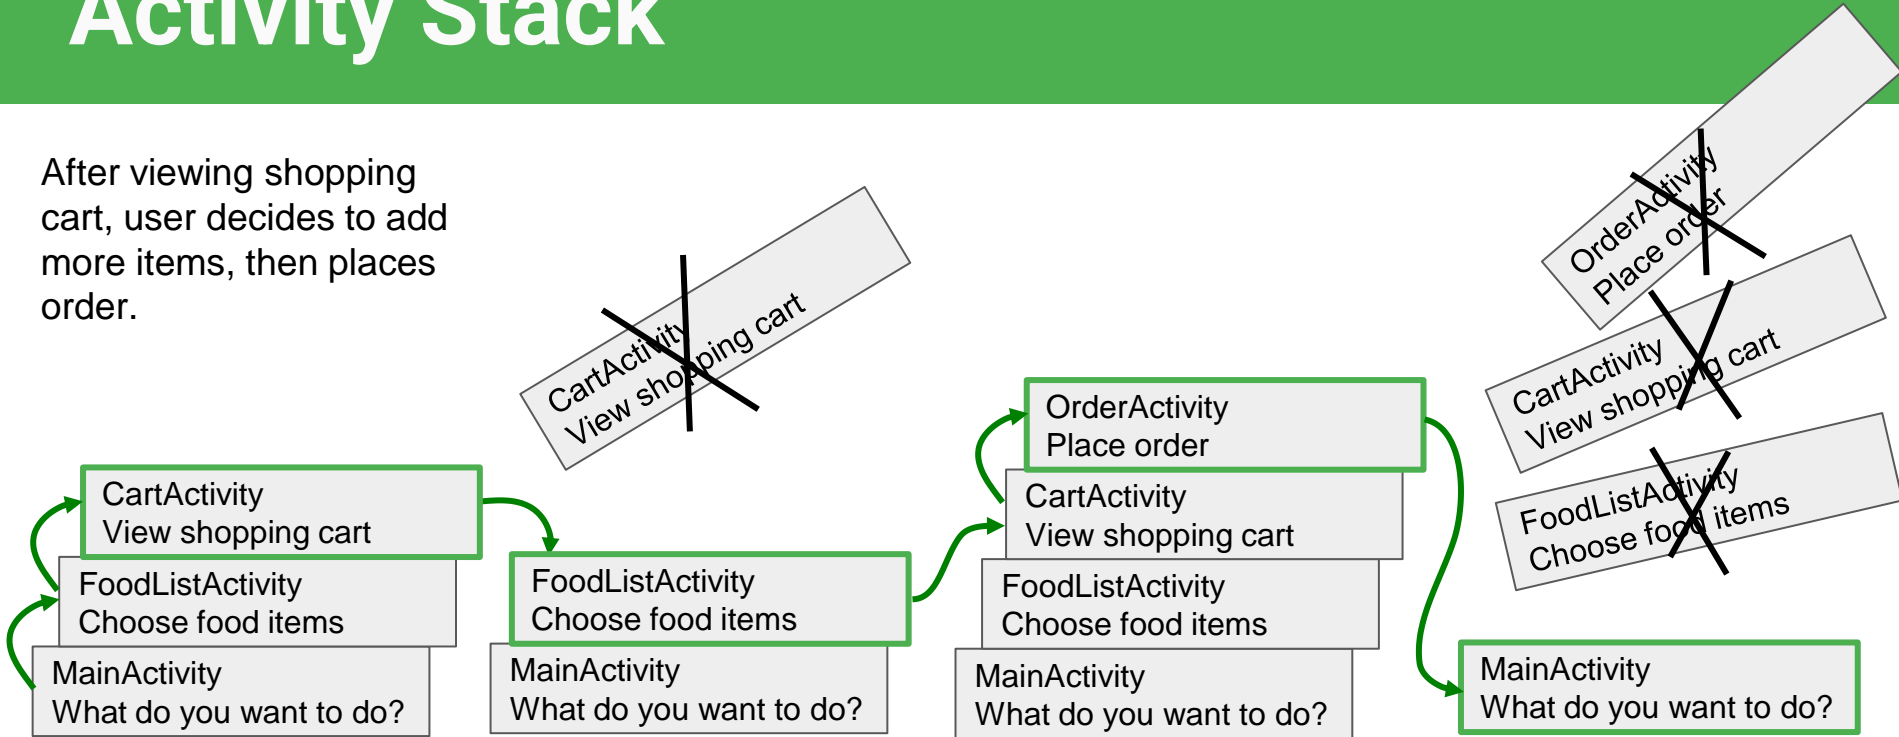 Activity Stack
After viewing shopping
cart, user decides to add
more items, then places
order.
CartActivity
View shopping cart
FoodListActivity
Choose food items
MainActivity
What do you want to do?
CartActivity
View shopping cart
FoodListActivity
Choose food items
MainActivity
What do you want to do?
OrderActivity
Place order
CartActivity
View shopping cart
FoodListActivity
Choose food items
MainActivity
What do you want to do?
OrderActivity
Place order
CartActivity
View shopping cart
FoodListActivity
Choose food items
MainActivity
What do you want to do?